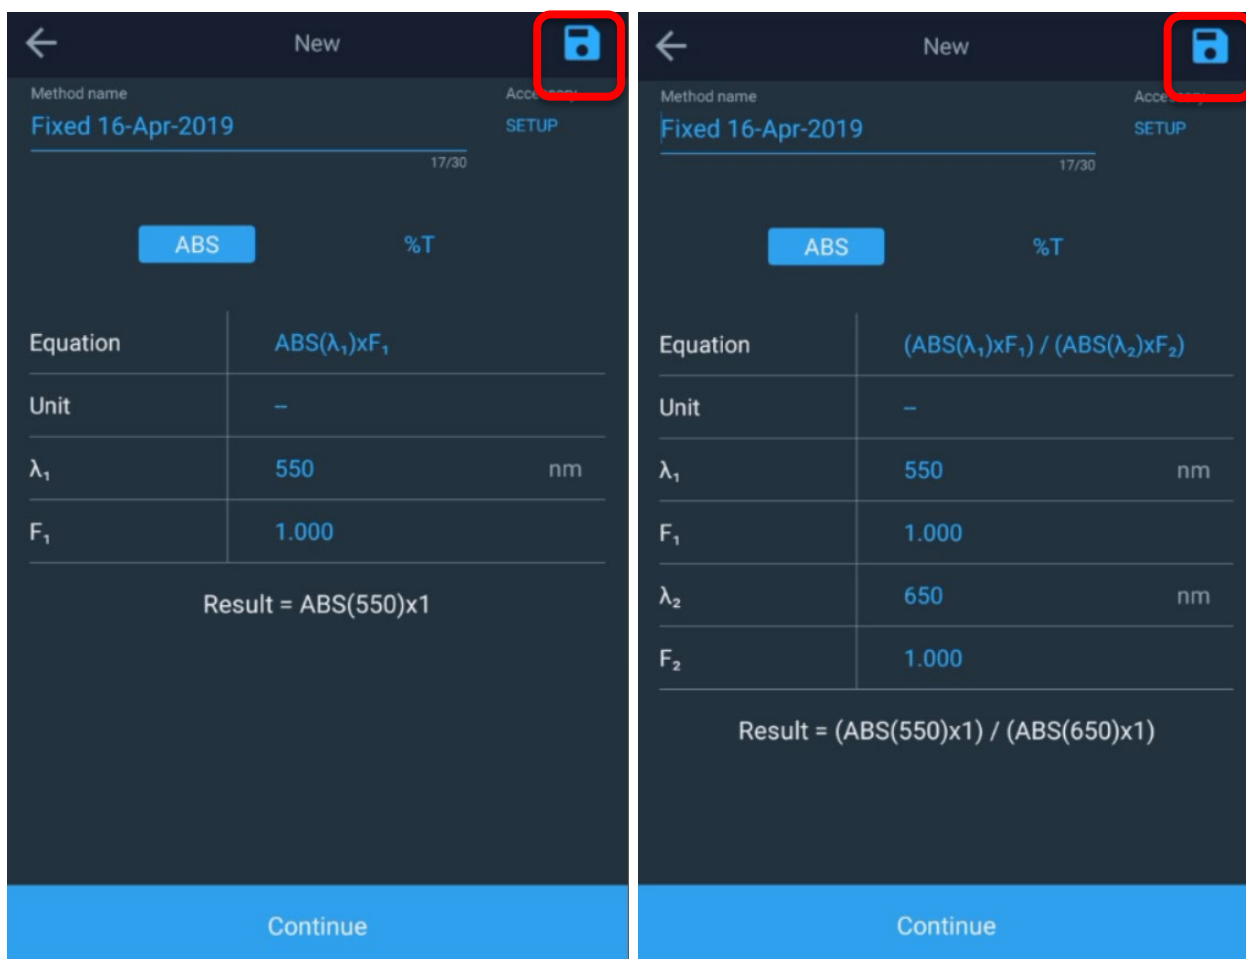 New
Method name
Accessory
Fixed 16-Apr-2019
SETUP
17/30
ABS %T
Equation ABS(λ₁)xF₁
Unit --
λ₁ 550 nm
F₁ 1.000
Result = ABS(550)x1
Continue
New
Method name
Accessory
Fixed 16-Apr-2019
SETUP
17/30
ABS %T
Equation (ABS(λ₁)xF₁) / (ABS(λ₂)xF₂)
Unit --
λ₁ 550 nm
F₁ 1.000
λ₂ 650 nm
F₂ 1.000
Result = (ABS(550)x1) / (ABS(650)x1)
Continue